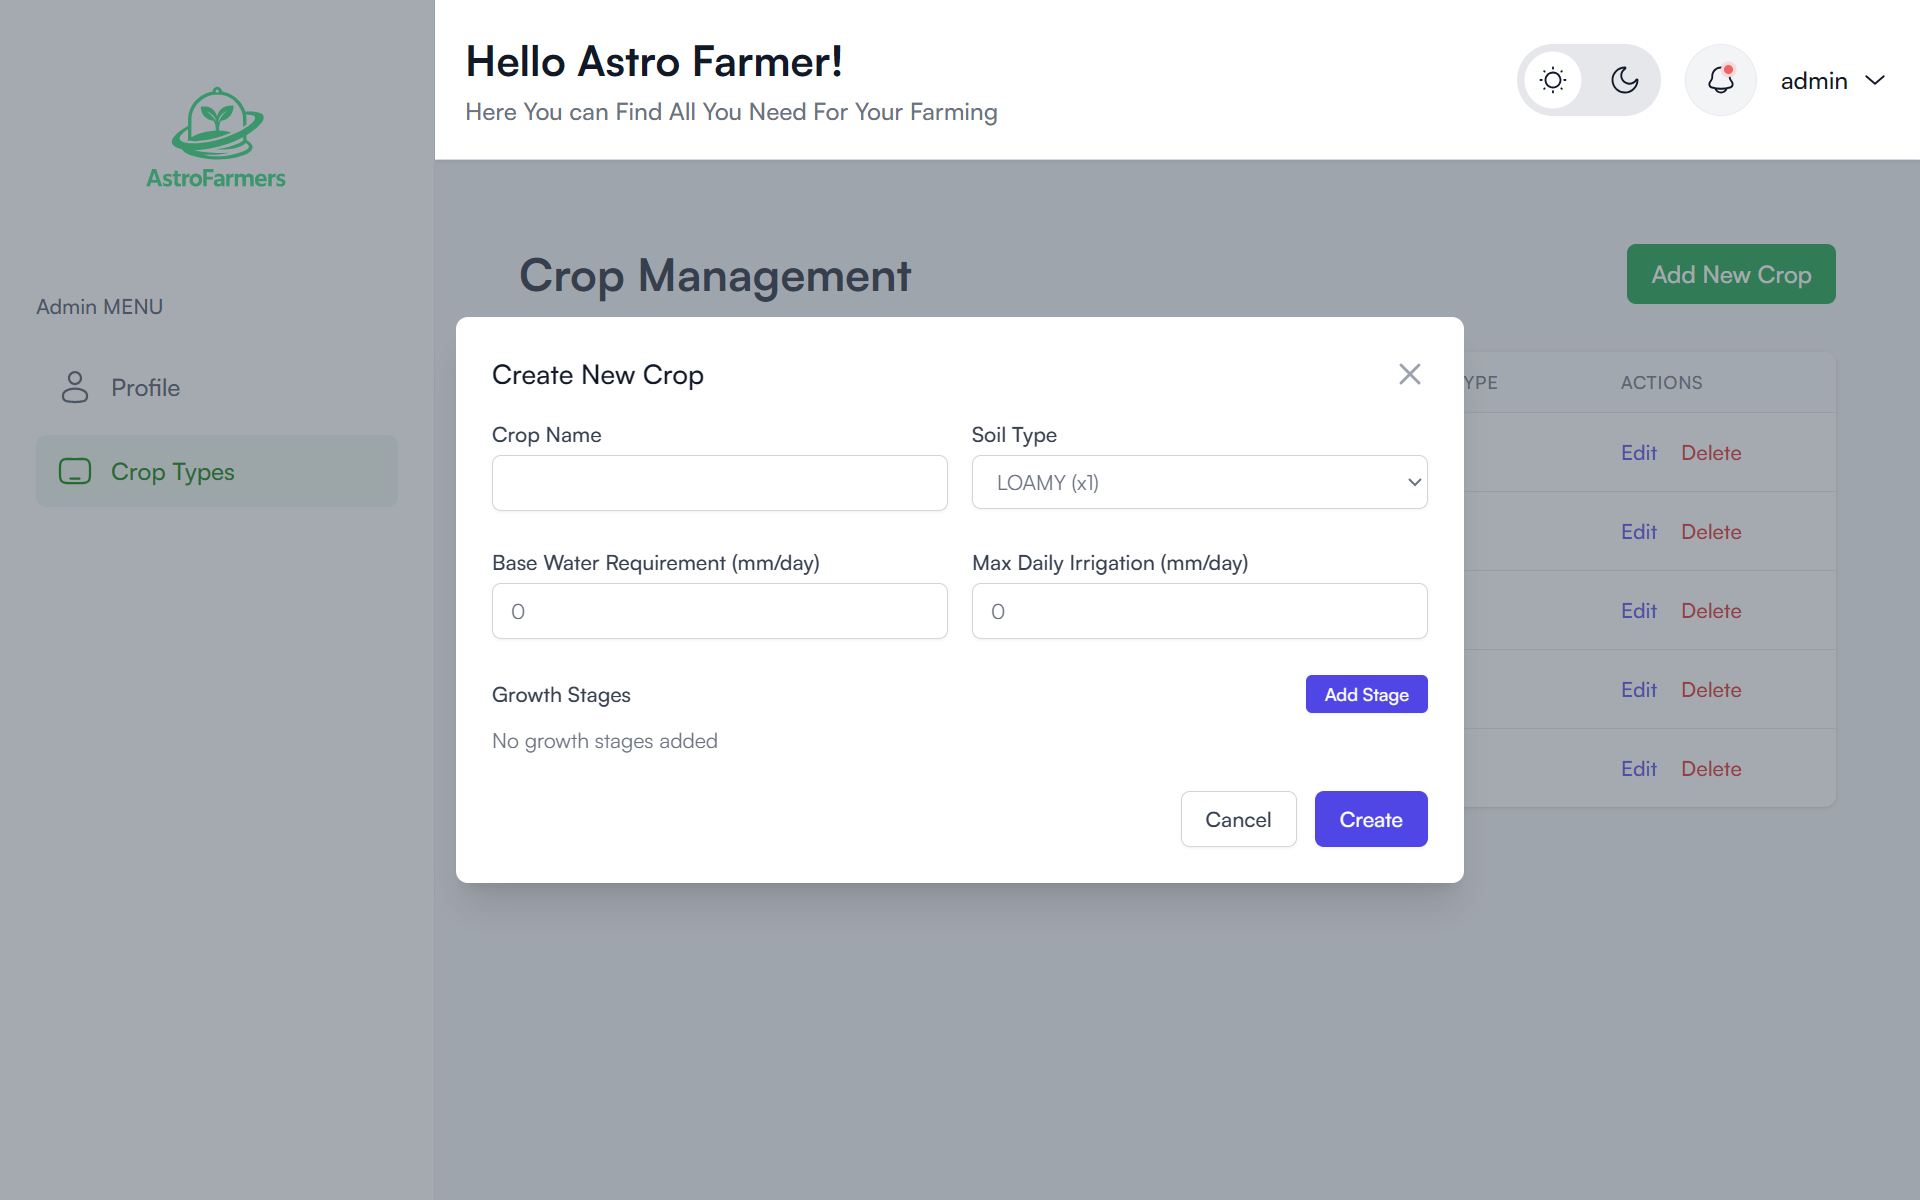 AstroFarmers
Admin MENU
Profile
Crop Types
Hello Astro Farmer!
Here You can Find All You Need For Your Farming
admin
Crop Management
Add New Crop
YPE
ACTIONS
Edit Delete
Edit Delete
Edit Delete
Edit Delete
Edit Delete
Create New Crop
Crop Name
Soil Type
LOAMY (x1)
Base Water Requirement (mm/day)
Max Daily Irrigation (mm/day)
0
0
Growth Stages
Add Stage
No growth stages added
Cancel
Create